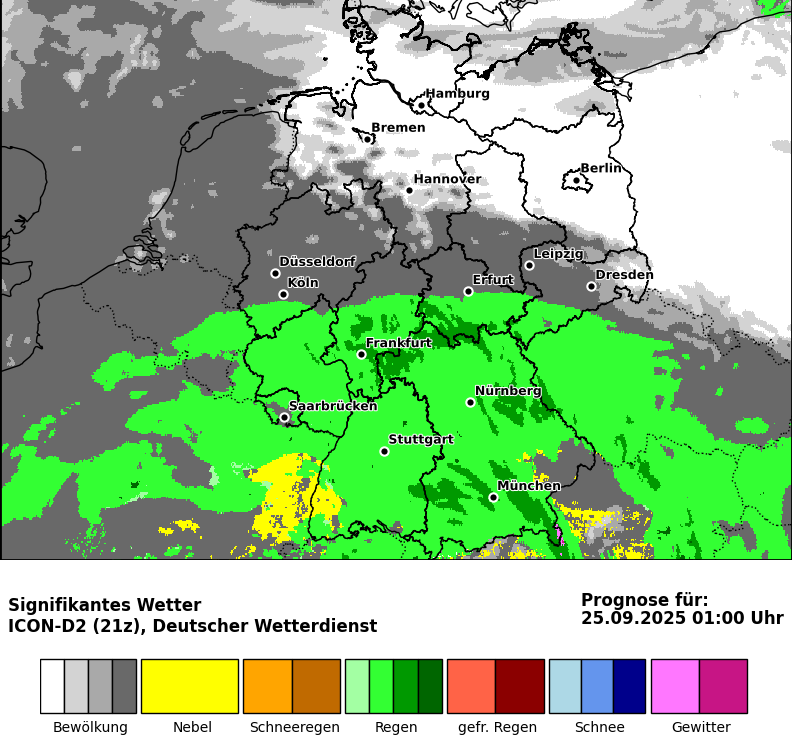 Hamburg
Bremen
Berlin
Hannover
Leipzig
Düsseldorf
Dresden
Köln
Erfurt
Frankfurt
Nürnberg
Saarbrücken
Stuttgart
München
Signifikantes Wetter
ICON-D2 (21z), Deutscher Wetterdienst
Prognose für:
25.09.2025 01:00 Uhr
Bewölkung Nebel Schneeregen Regen gefr. Regen Schnee Gewitter